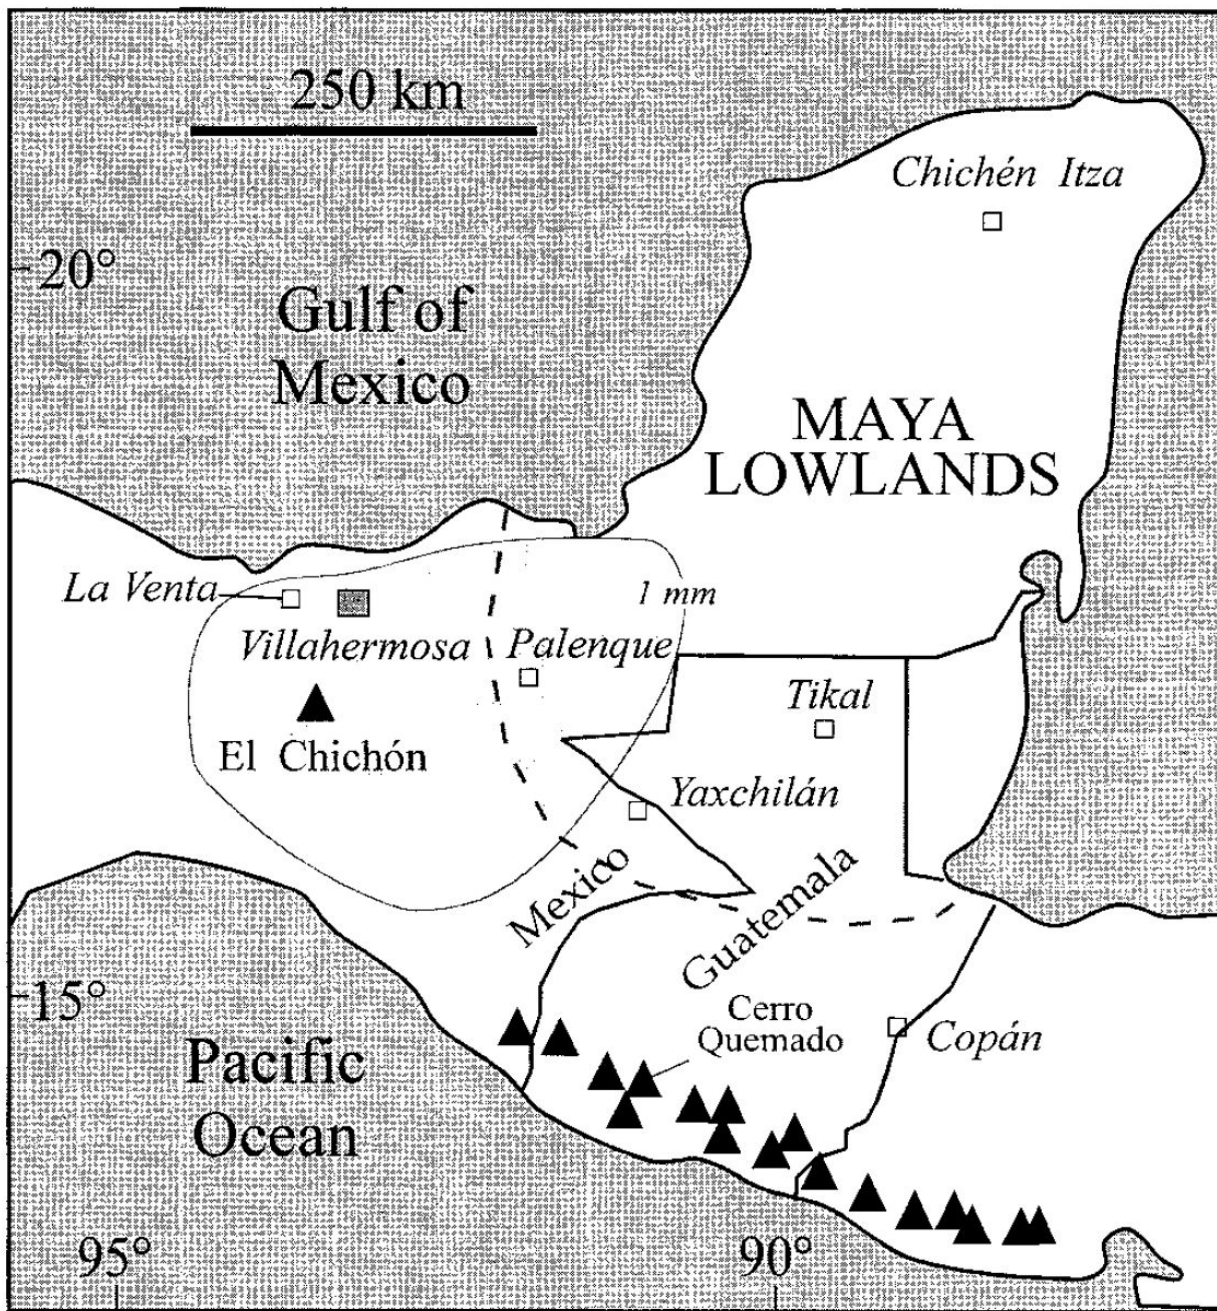 250 km
Chichén Itza
20°
Gulf of
Mexico
MAYA
LOWLANDS
La Venta
1 mm
Villahermosa
Palenque
Tikal
El Chichón
Yaxchilán
Mexico
Guatemala
15°
Cerro
Quemado
Copán
Pacific
Ocean
95°
90°